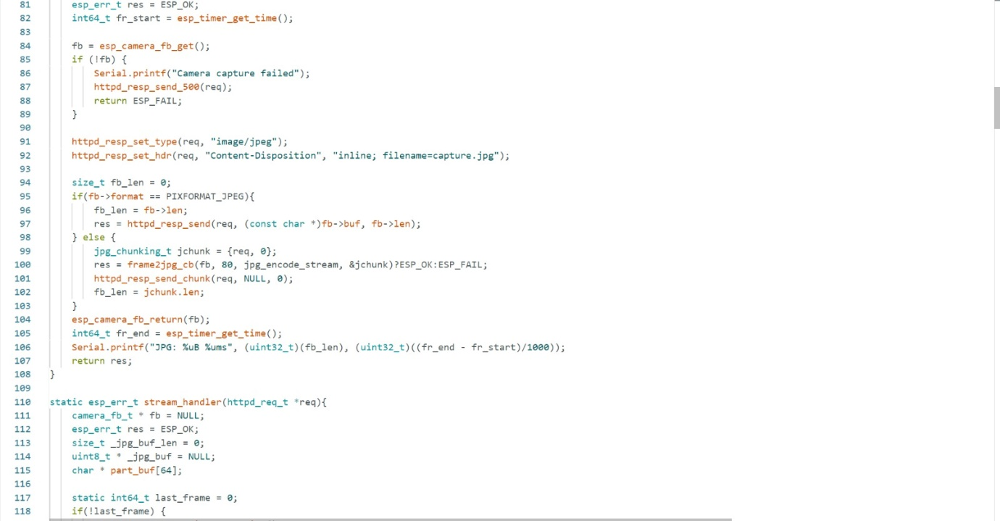 81 esp_err_t res = ESP_OK;
82 int64_t fr_start = esp_timer_get_time();
83
84 fb = esp_camera_fb_get();
85 if (!fb) {
86 Serial.printf("Camera capture failed");
87 httpd_resp_send_500(req);
88 return ESP_FAIL;
89 }
90
91 httpd_resp_set_type(req, "image/jpeg");
92 httpd_resp_set_hdr(req, "Content-Disposition", "inline; filename=capture.jpg");
93
94 size_t fb_len = 0;
95 if(fb->format == PIXFORMAT_JPEG){
96 fb_len = fb->len;
97 res = httpd_resp_send(req, (const char *)fb->buf, fb->len);
98 } else {
99 jpg_chunking_t jchunk = {req, 0};
100 res = frame2jpg_cb(fb, 80, jpg_encode_stream, &jchunk)?ESP_OK:ESP_FAIL;
101 httpd_resp_send_chunk(req, NULL, 0);
102 fb_len = jchunk.len;
103 }
104 esp_camera_fb_return(fb);
105 int64_t fr_end = esp_timer_get_time();
106 Serial.printf("JPG: %uB %ums", (uint32_t)(fb_len), (uint32_t)((fr_end - fr_start)/1000));
107 return res;
108 }
109
110 static esp_err_t stream_handler(httpd_req_t *req){
111 camera_fb_t * fb = NULL;
112 esp_err_t res = ESP_OK;
113 size_t _jpg_buf_len = 0;
114 uint8_t * _jpg_buf = NULL;
115 char * part_buf[64];
116
117 static int64_t last_frame = 0;
118 if(!last_frame) {